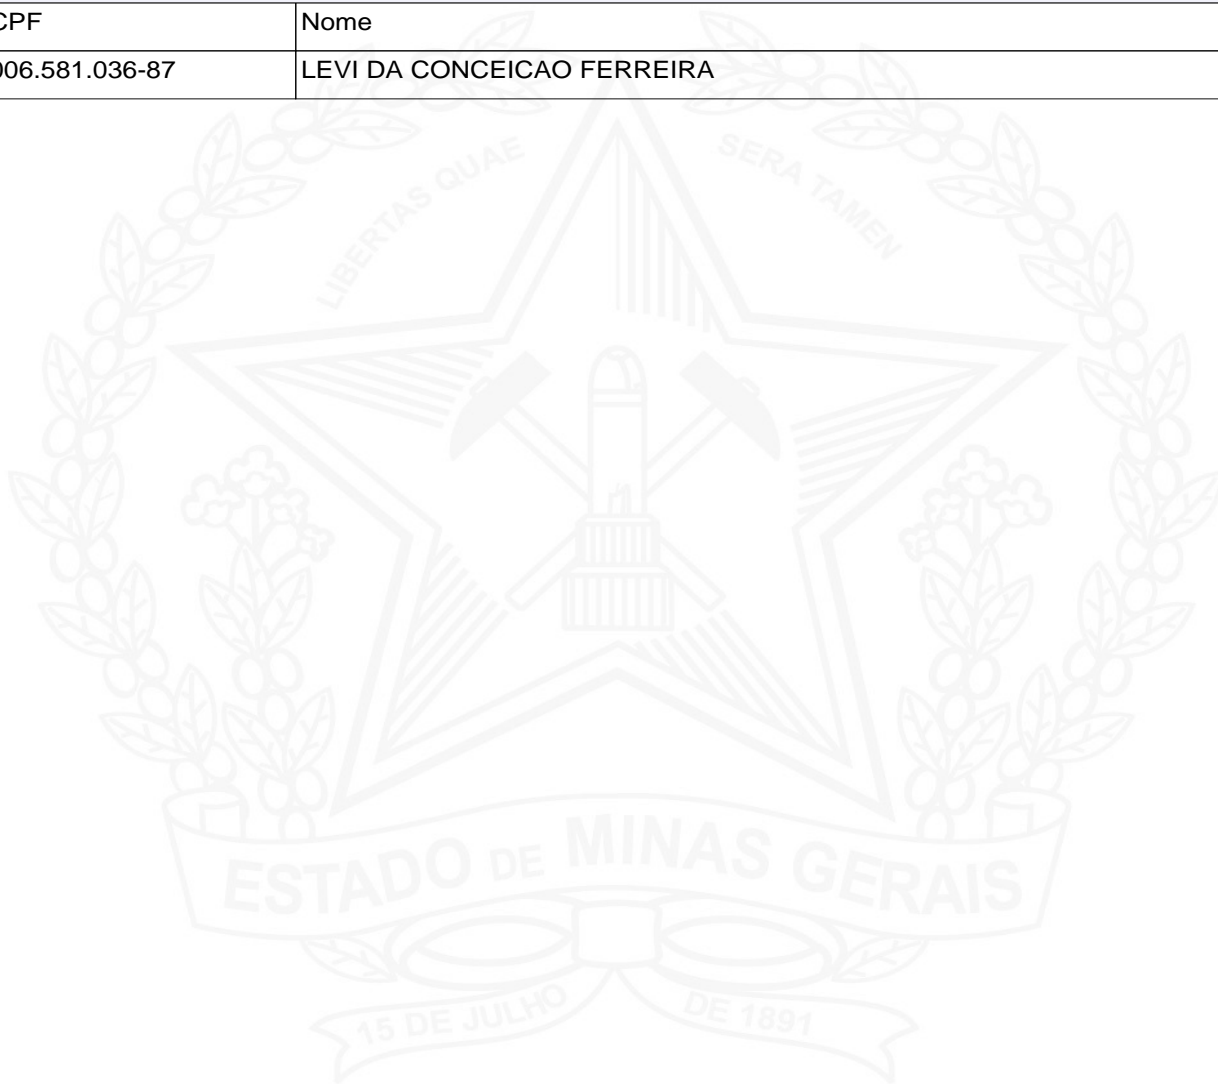 CPF Nome
006.581.036-87 LEVI DA CONCEICAO FERREIRA
LIBERTAS QUAE SERA TAMEN
ESTADO DE MINAS GERAIS
15 DE JULHO DE 1891